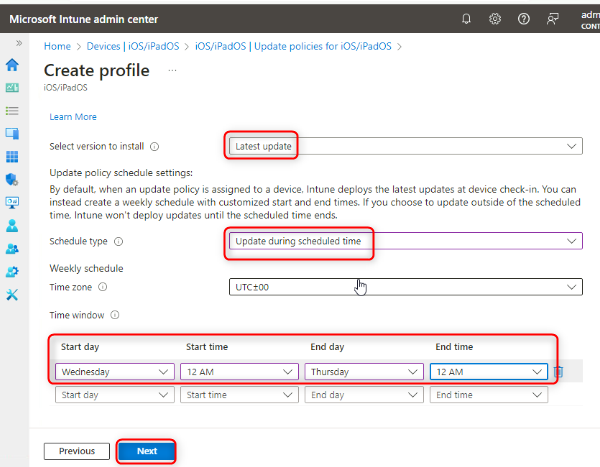 Microsoft Intune admin center
adm
CONT
Home > Devices | iOS/iPadOS > iOS/iPadOS | Update policies for iOS/iPadOS >
Create profile ...
iOS/iPadOS
Learn More
Select version to install
Latest update
Update policy schedule settings:
By default, when an update policy is assigned to a device, Intune deploys the latest updates at device check-in. You can
instead create a weekly schedule with customized start and end times. If you choose to update outside of the scheduled
time, Intune won't deploy updates until the scheduled time ends.
Schedule type
Update during scheduled time
Weekly schedule
Time zone
UTC±00
Time window
Start day Start time End day End time
Wednesday 12 AM Thursday 12 AM
Start day Start time End day End time
Previous Next